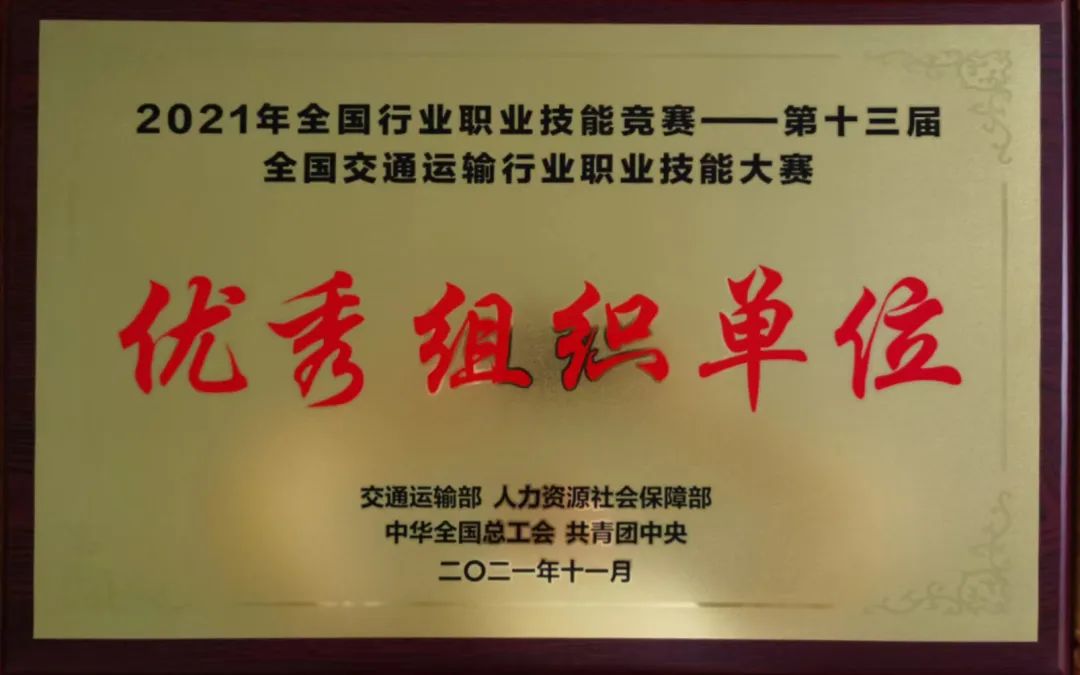 2021年全国行业职业技能竞赛——第十三届
全国交通运输行业职业技能大赛
优秀组织单位
交通运输部 人力资源社会保障部
中华全国总工会 共青团中央
二〇二一年十一月